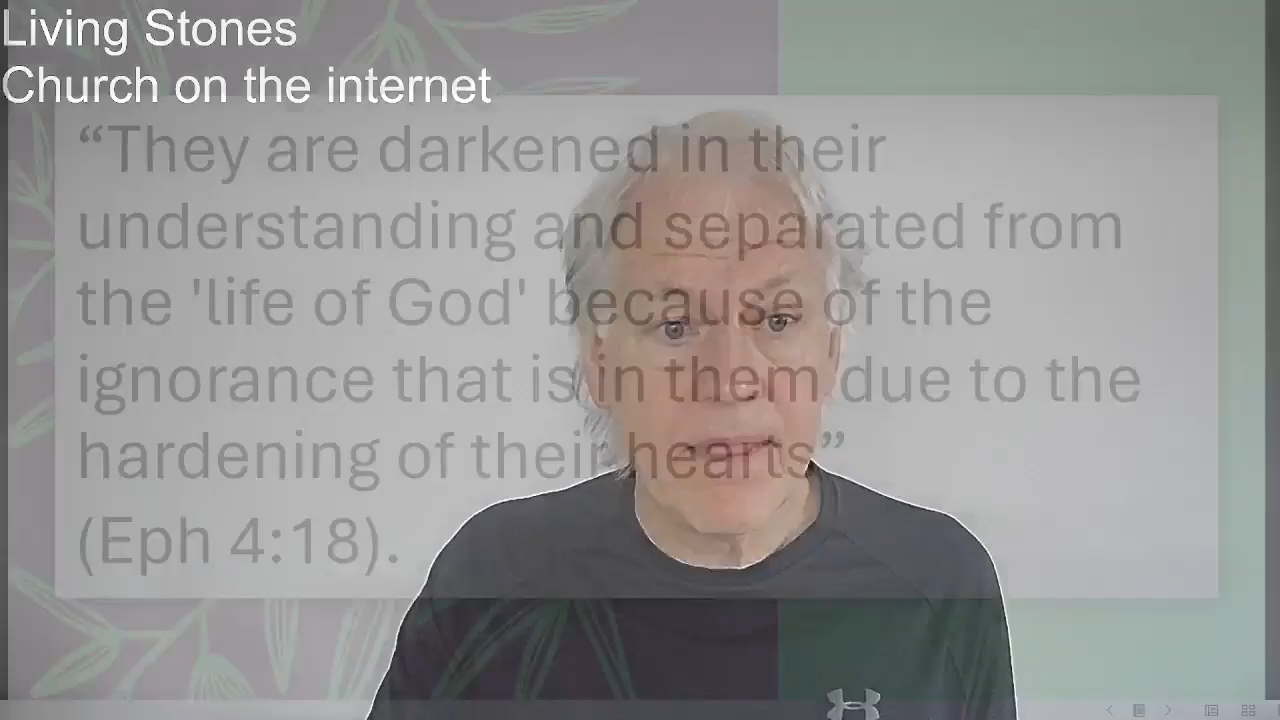 Living Stones
Church on the internet
“They are darkened in their
understanding and separated from
the 'life of God' because of the
ignorance that is in them due to the
hardening of their hearts”
(Eph 4:18).